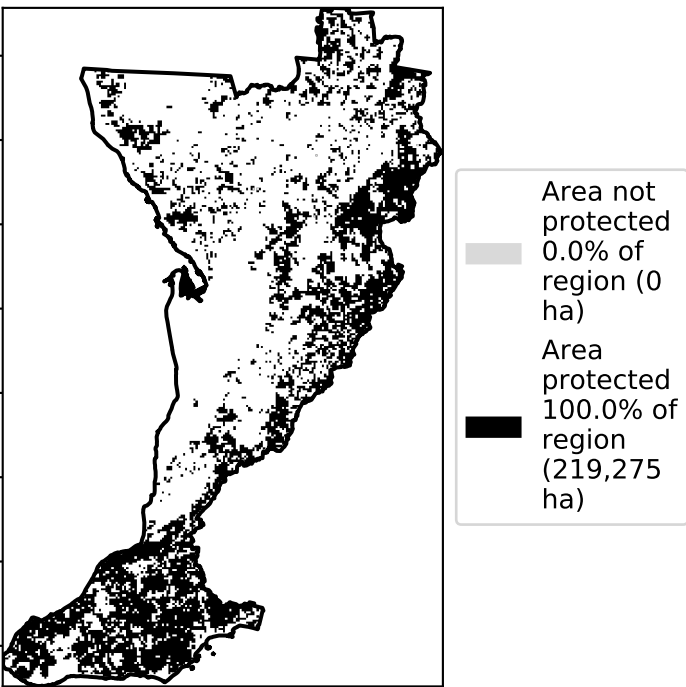 Area not
protected
0.0% of
region (0
ha)
Area
protected
100.0% of
region
(219,275
ha)